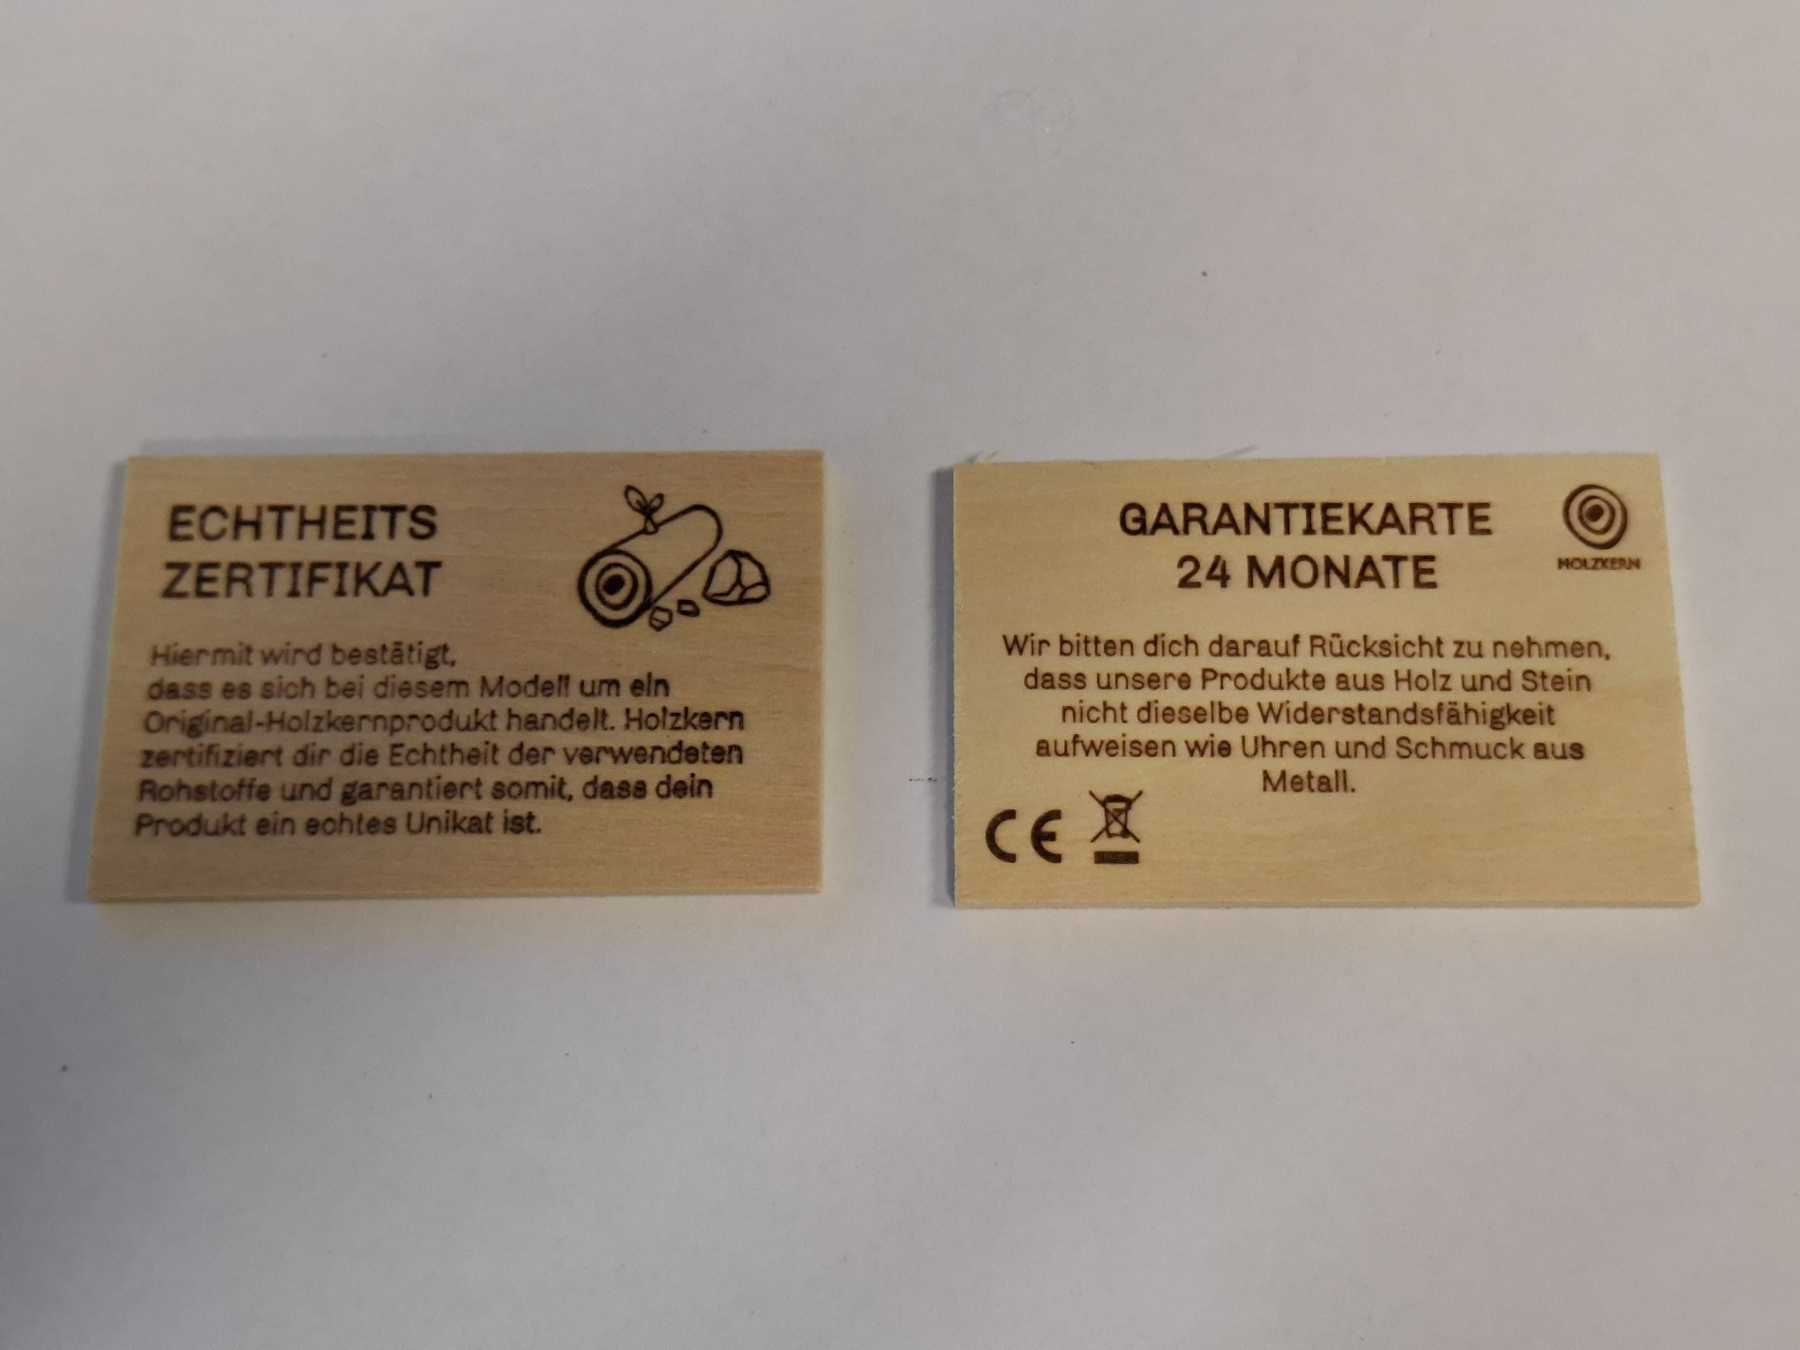 ECHTHEITS
ZERTIFIKAT
Hiermit wird bestätigt,
dass es sich bei diesem Modell um ein
Original-Holzkernprodukt handelt. Holzkern
zertifiziert dir die Echtheit der verwendeten
Rohstoffe und garantiert somit, dass dein
Produkt ein echtes Unikat ist.
GARANTIEKARTE
24 MONATE
HOLZKERN
Wir bitten dich darauf Rücksicht zu nehmen,
dass unsere Produkte aus Holz und Stein
nicht dieselbe Widerstandsfähigkeit
aufweisen wie Uhren und Schmuck aus
Metall.
CE